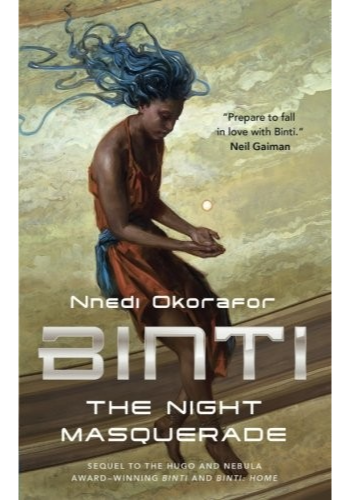 “Prepare to fall
in love with Binti.”
Neil Gaiman
Nnedi Okorafor
BINTI
THE NIGHT
MASQUERADE
SEQUEL TO THE HUGO AND NEBULA
AWARD–WINNING BINTI AND BINTI: HOME